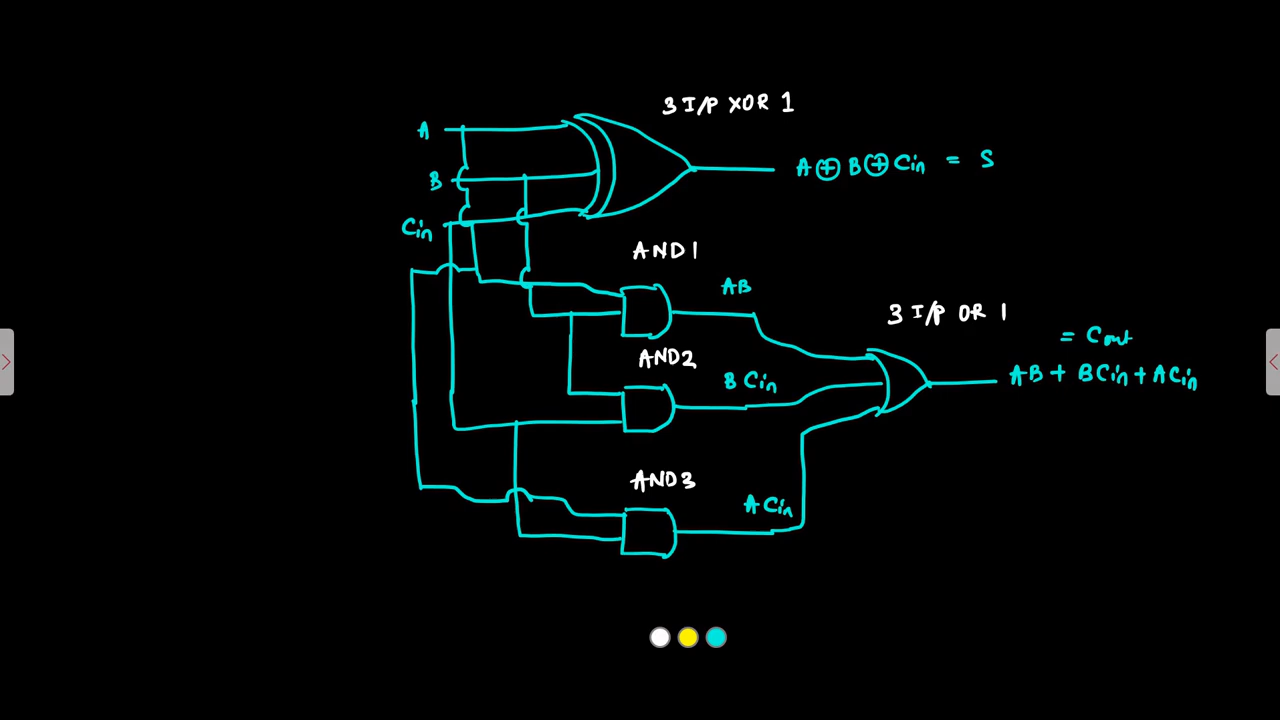 3 I/P XOR 1
A
B
Cin
A ⊕ B ⊕ Cin = S
AND1
AB
3 I/P OR 1
= Cout
AB + BCin + ACin
AND2
B Cin
AND3
A Cin